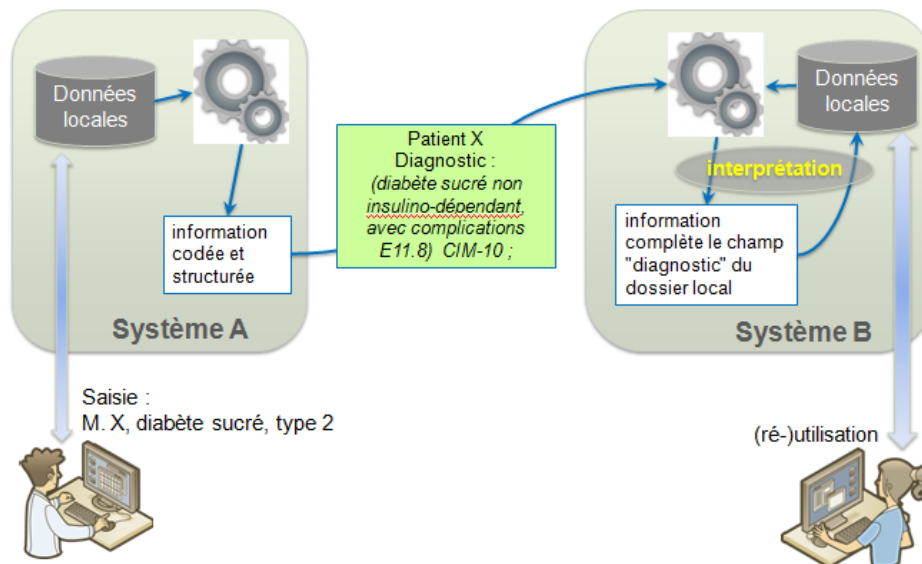 Données
locales
information
codée et
structurée
Système A
Patient X
Diagnostic :
(diabète sucré non
insulino-dépendant,
avec complications
E11.8) CIM-10 ;
Données
locales
interprétation
information
complète le champ
"diagnostic" du
dossier local
Système B
Saisie :
M. X, diabète sucré, type 2
(ré-)utilisation